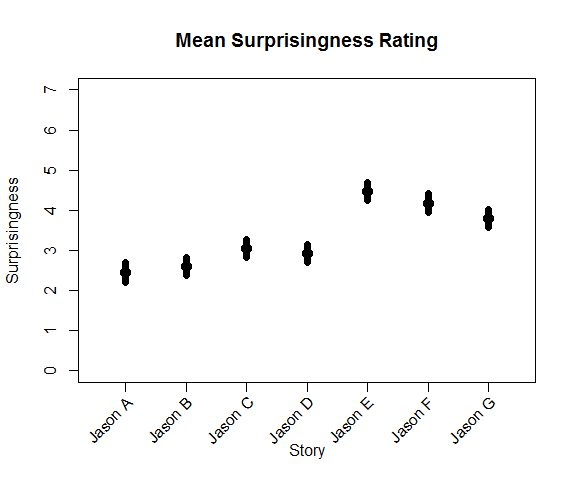 Mean Surprisingness Rating
Surprisingness
7
6
5
4
3
2
1
0
Jason A
Jason B
Jason C
Jason D
Jason E
Jason F
Jason G
Story